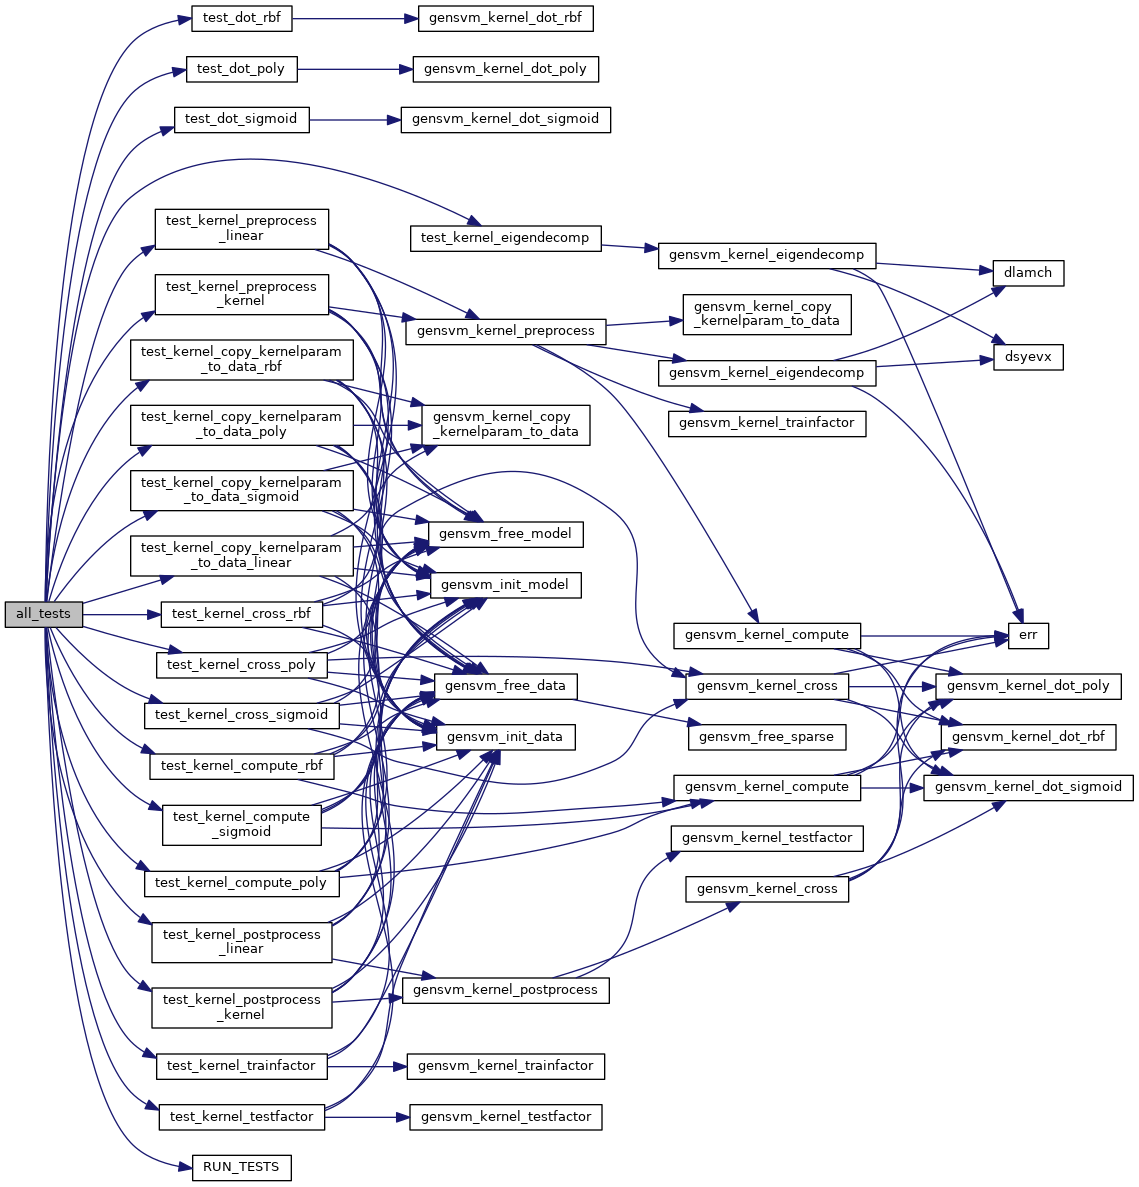 test_dot_rbf
gensvm_kernel_dot_rbf
test_dot_poly
gensvm_kernel_dot_poly
test_dot_sigmoid
gensvm_kernel_dot_sigmoid
test_kernel_preprocess
_linear
test_kernel_eigendecomp
gensvm_kernel_eigendecomp
dlamch
test_kernel_preprocess
_kernel
gensvm_kernel_preprocess
gensvm_kernel_copy
_kernelparam_to_data
test_kernel_copy_kernelparam
_to_data_rbf
gensvm_kernel_eigendecomp
dsyevx
test_kernel_copy_kernelparam
_to_data_poly
gensvm_kernel_copy
_kernelparam_to_data
gensvm_kernel_trainfactor
test_kernel_copy_kernelparam
_to_data_sigmoid
gensvm_free_model
test_kernel_copy_kernelparam
_to_data_linear
gensvm_init_model
all_tests
test_kernel_cross_rbf
gensvm_kernel_compute
err
test_kernel_cross_poly
gensvm_free_data
gensvm_kernel_cross
gensvm_kernel_dot_poly
test_kernel_cross_sigmoid
gensvm_init_data
gensvm_free_sparse
gensvm_kernel_dot_rbf
test_kernel_compute_rbf
gensvm_kernel_compute
gensvm_kernel_dot_sigmoid
test_kernel_compute
_sigmoid
gensvm_kernel_testfactor
test_kernel_compute_poly
gensvm_kernel_cross
test_kernel_postprocess
_linear
gensvm_kernel_postprocess
test_kernel_postprocess
_kernel
test_kernel_trainfactor
gensvm_kernel_trainfactor
test_kernel_testfactor
gensvm_kernel_testfactor
RUN_TESTS